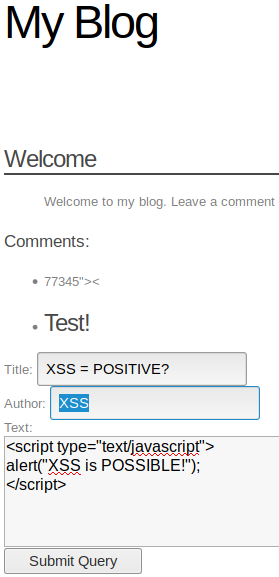 My Blog
Welcome
Welcome to my blog. Leave a comment
Comments:
77345"><
Test!
Title: XSS = POSITIVE?
Author: XSS
Text:
<script type="text/javascript">
alert("XSS is POSSIBLE!");
</script>
Submit Query